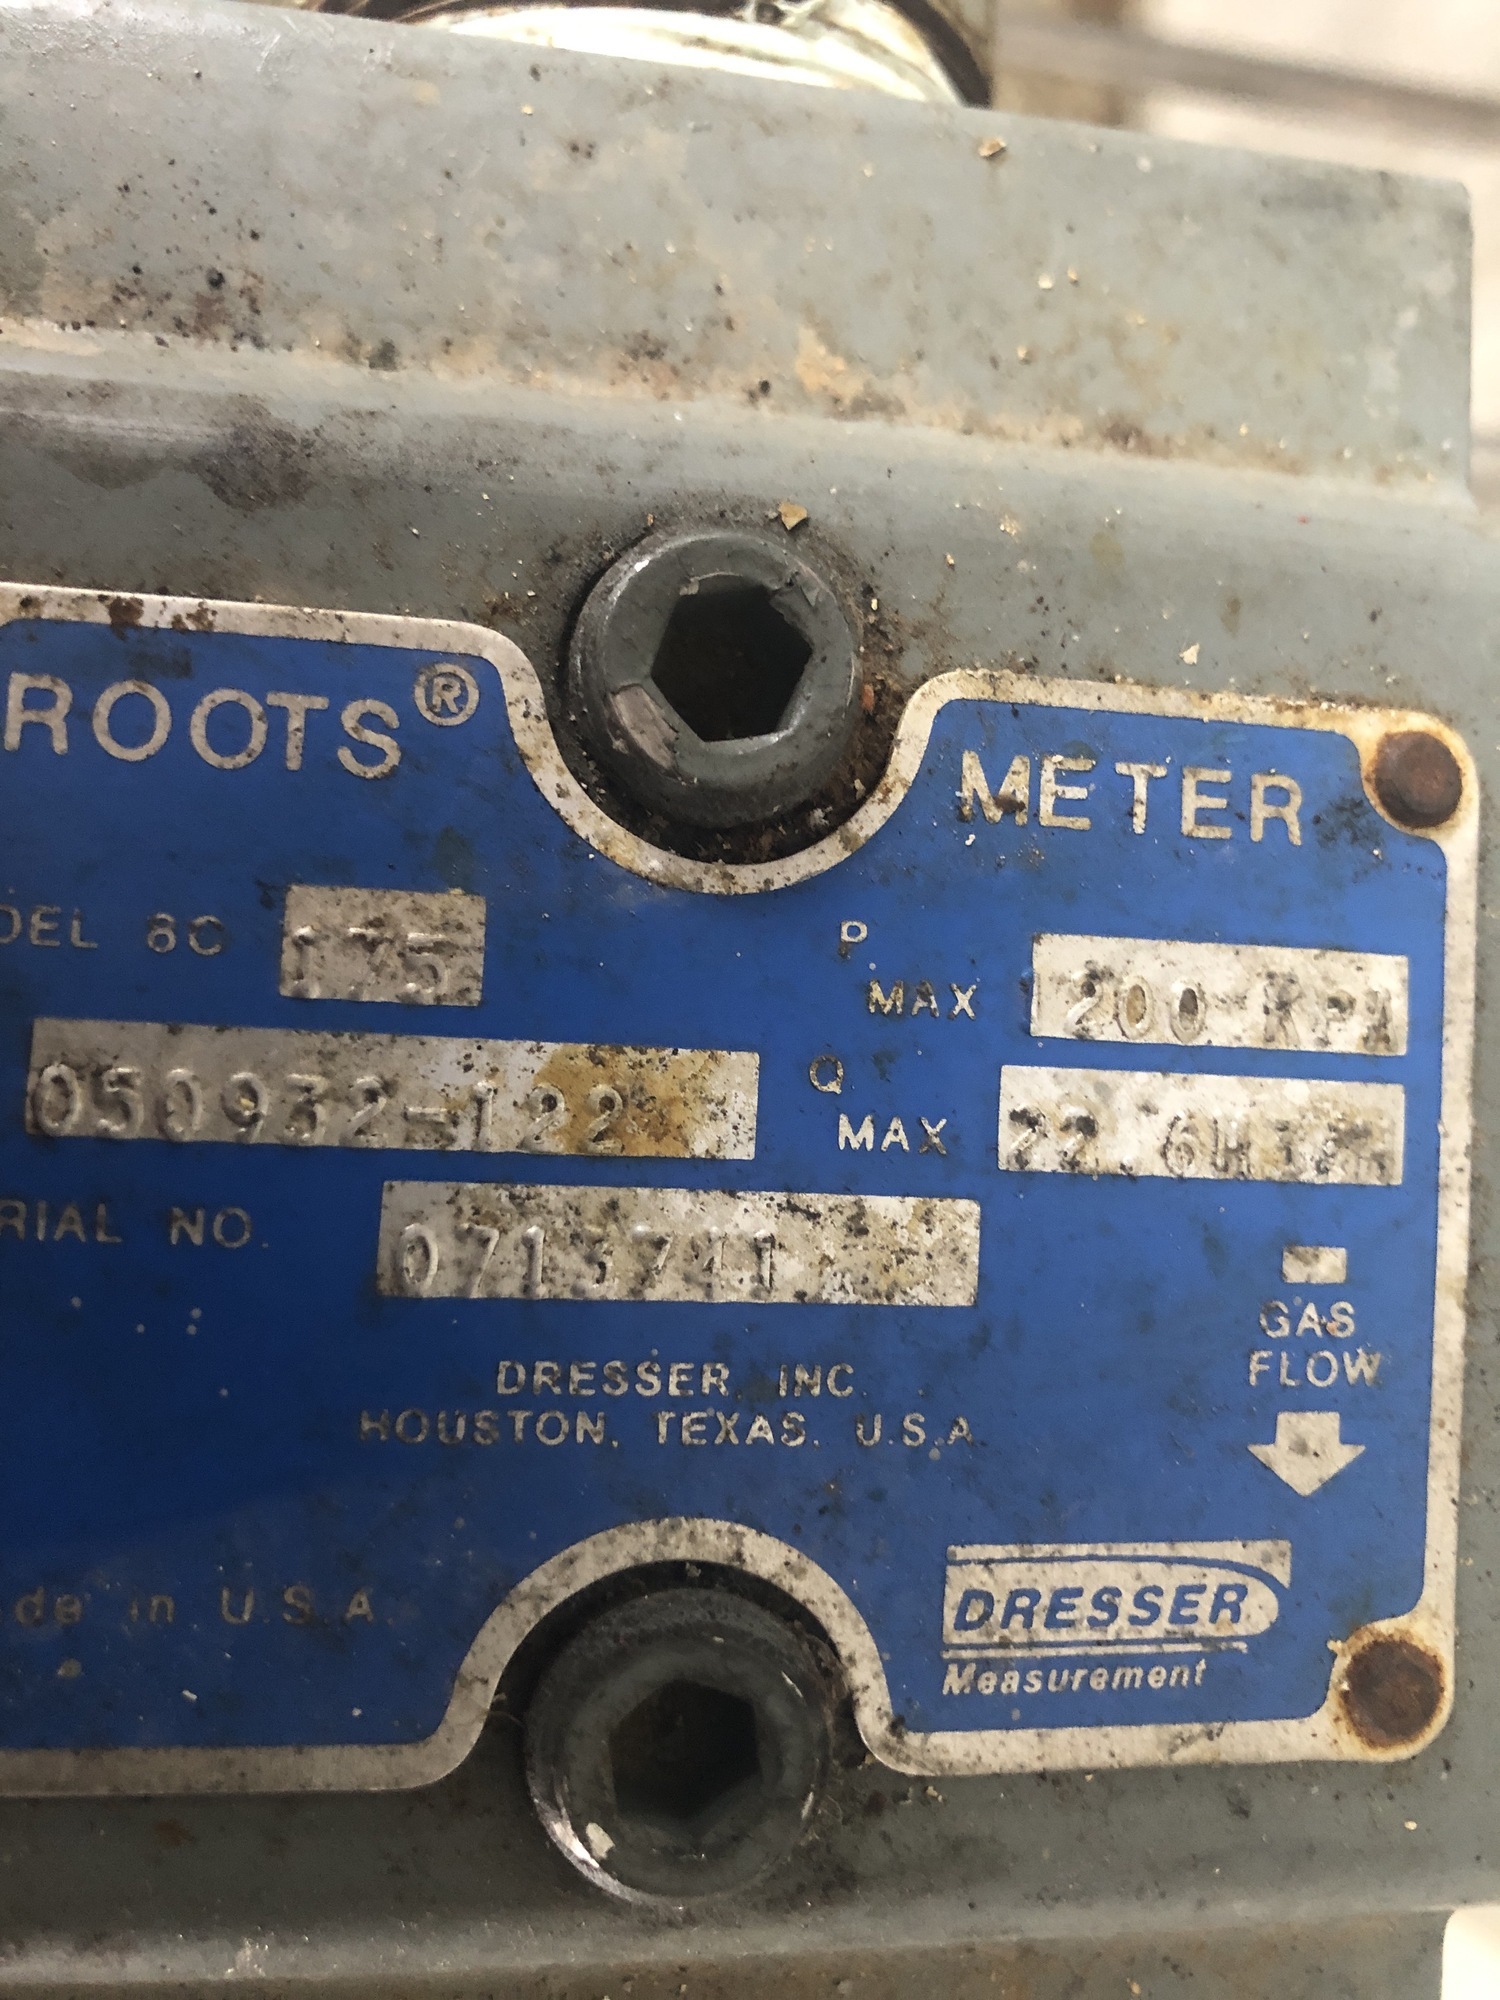 ROOTS® METER
DEL 8C 175
P MAX 200 KPA
050932-122
Q MAX
RIAL NO.
DRESSER INC.
HOUSTON, TEXAS, U.S.A
GAS
FLOW
de in U.S.A.
DRESSER
Measurement